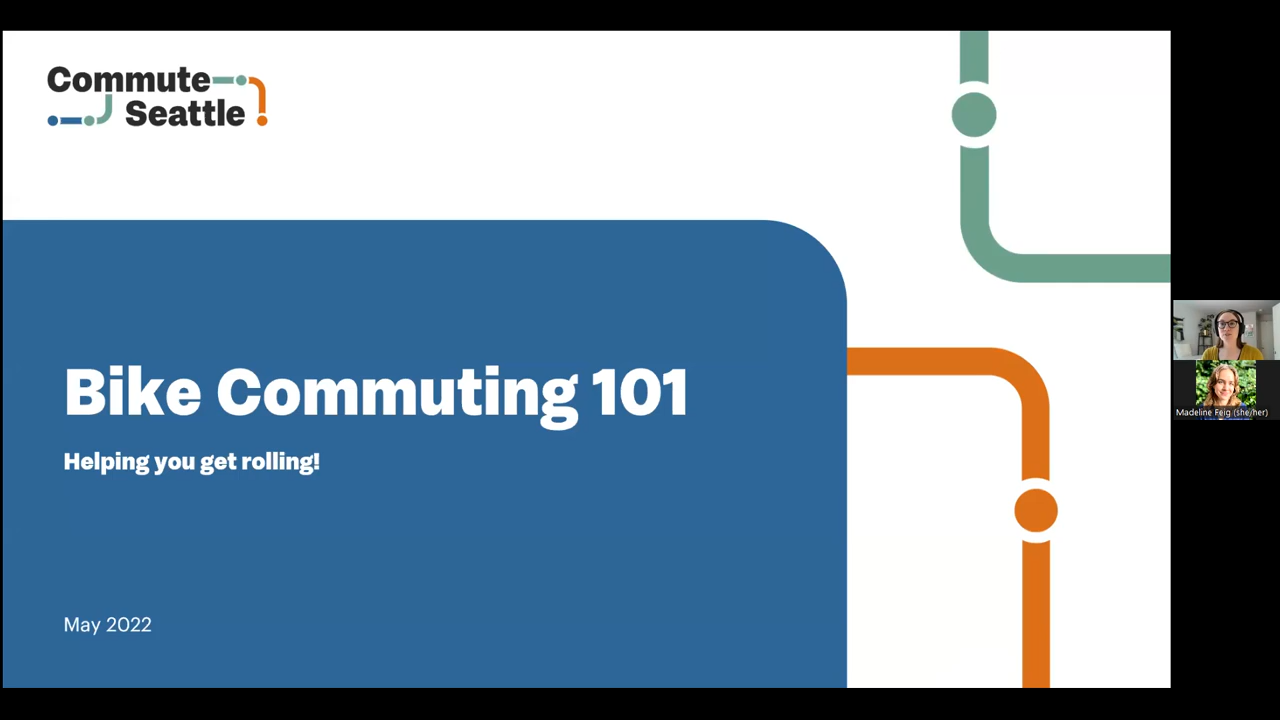 Commute
Seattle
Bike Commuting 101
Helping you get rolling!
May 2022
Madeline Feig (she/her)